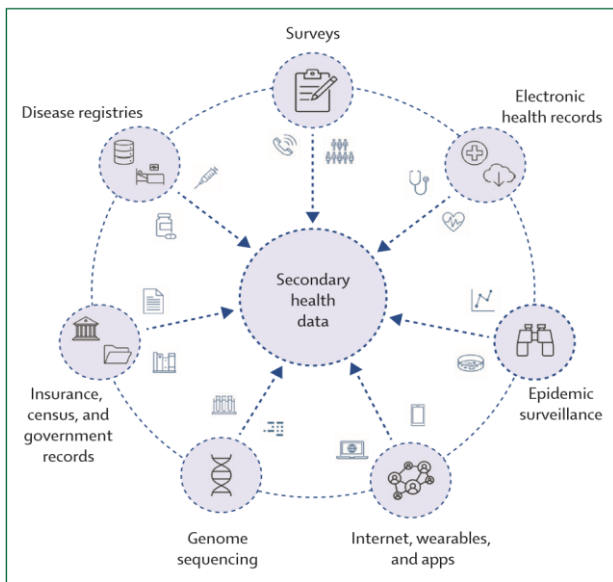 Surveys
Disease registries
Electronic
health records
Secondary
health
data
Insurance,
census, and
government
records
Epidemic
surveillance
Genome
sequencing
Internet, wearables,
and apps